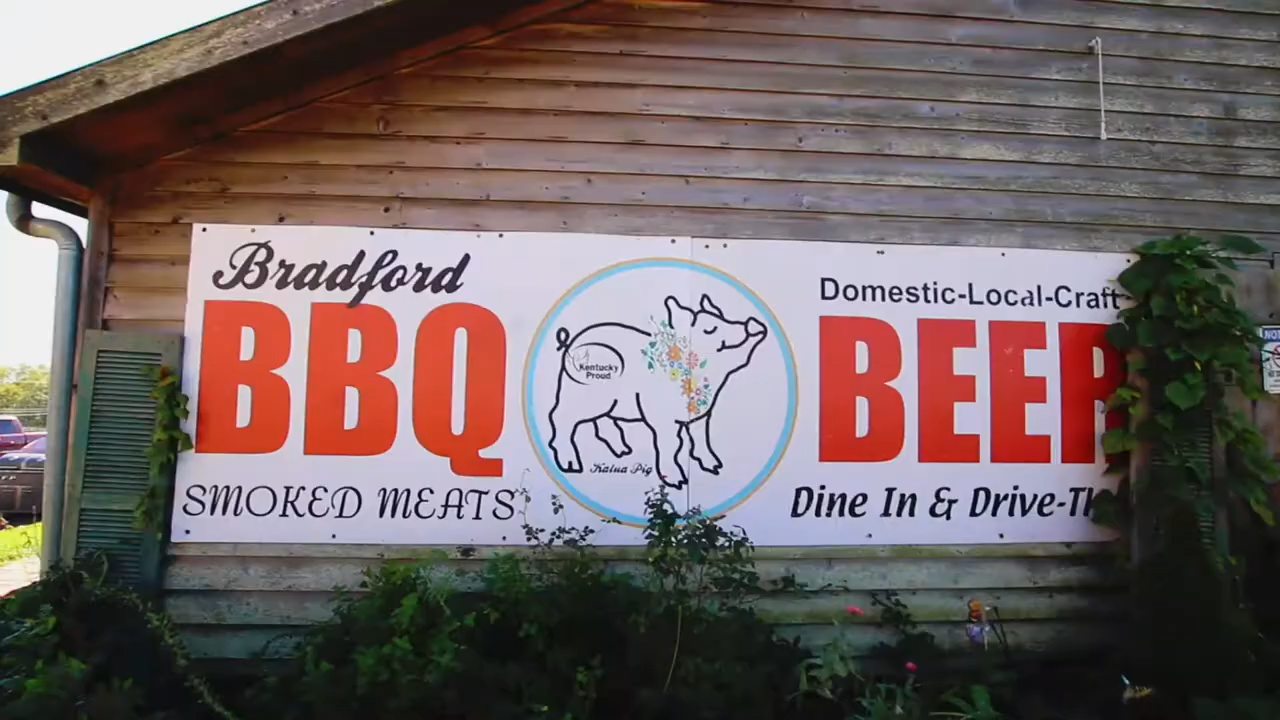 Bradford
BBQ
SMOKED MEATS
Kentucky
Proud
Kalua Pig
Domestic-Local-Craft
BEER
Dine In & Drive-Th